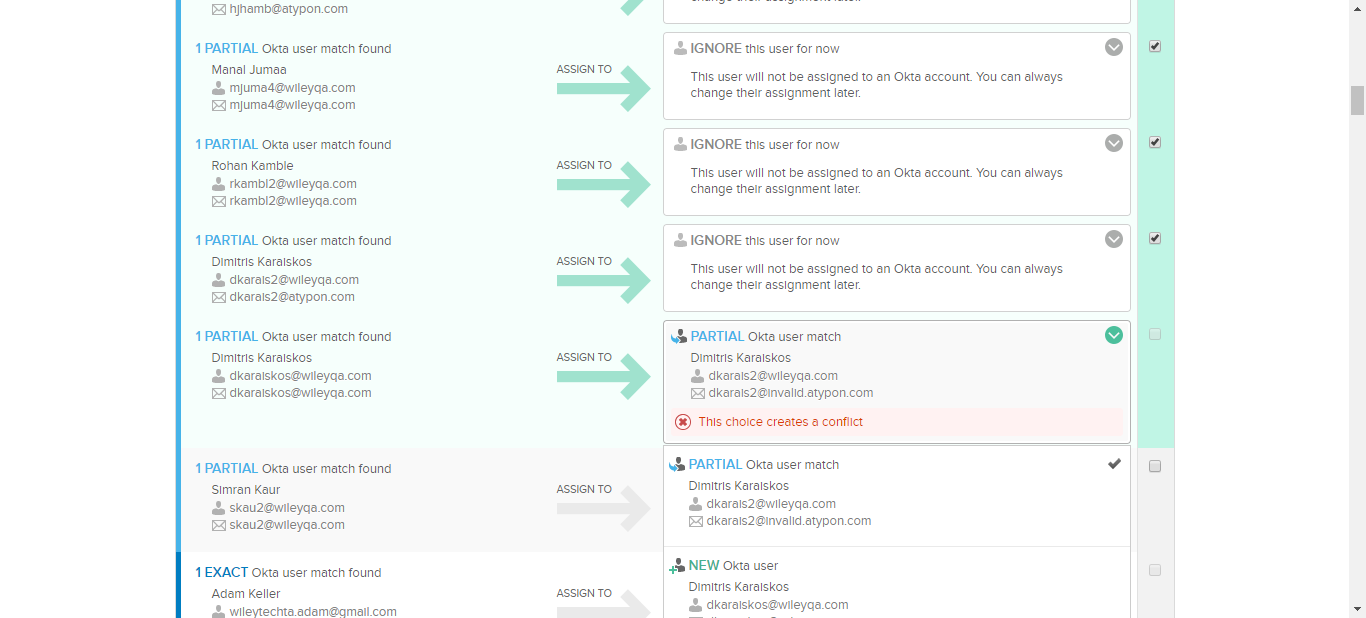 hjhamb@atypon.com
1 PARTIAL Okta user match found
Manal Jumaa
mjuma4@wileyqa.com
mjuma4@wileyqa.com
ASSIGN TO
IGNORE this user for now
This user will not be assigned to an Okta account. You can always
change their assignment later.
1 PARTIAL Okta user match found
Rohan Kamble
rkambl2@wileyqa.com
rkambl2@wileyqa.com
ASSIGN TO
IGNORE this user for now
This user will not be assigned to an Okta account. You can always
change their assignment later.
1 PARTIAL Okta user match found
Dimitris Karaiskos
dkarais2@wileyqa.com
dkarais2@atypon.com
ASSIGN TO
IGNORE this user for now
This user will not be assigned to an Okta account. You can always
change their assignment later.
1 PARTIAL Okta user match found
Dimitris Karaiskos
dkaraiskos@wileyqa.com
dkaraiskos@wileyqa.com
ASSIGN TO
PARTIAL Okta user match
Dimitris Karaiskos
dkarais2@wileyqa.com
dkarais2@invalid.atypon.com
This choice creates a conflict
1 PARTIAL Okta user match found
Simran Kaur
skau2@wileyqa.com
skau2@wileyqa.com
ASSIGN TO
PARTIAL Okta user match
Dimitris Karaiskos
dkarais2@wileyqa.com
dkarais2@invalid.atypon.com
1 EXACT Okta user match found
Adam Keller
wileytechta.adam@gmail.com
ASSIGN TO
NEW Okta user
Dimitris Karaiskos
dkaraiskos@wileyqa.com